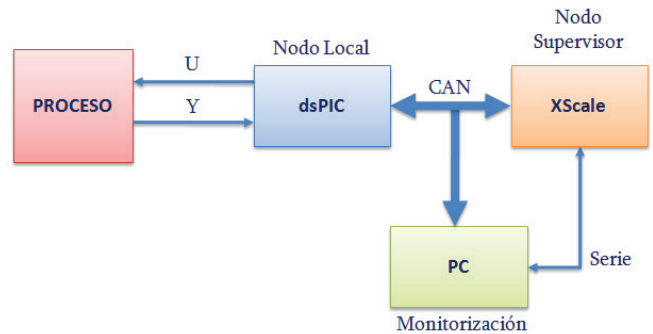 Nodo
Supervisor
Nodo Local
U
CAN
PROCESO
dsPIC
XScale
Y
PC
Serie
Monitorización